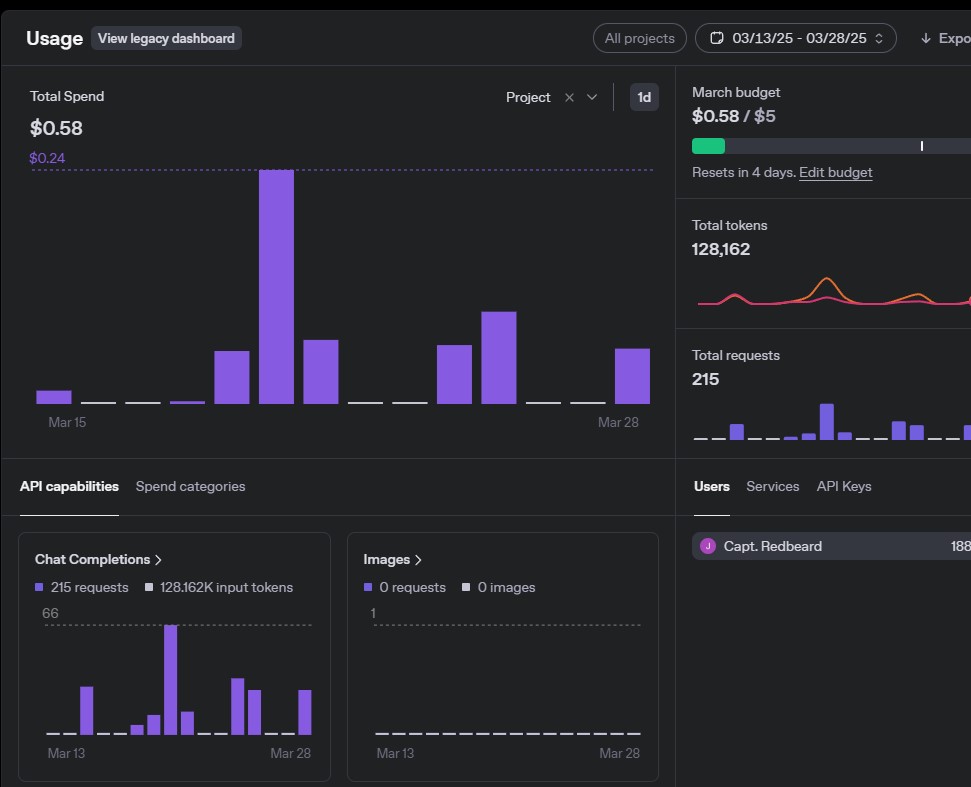 Usage View legacy dashboard All projects 03/13/25 - 03/28/25 Expo
Total Spend Project 1d
$0.58
$0.24
Mar 15 Mar 28
March budget
$0.58 / $5
Resets in 4 days. Edit budget
Total tokens
128,162
Total requests
215
API capabilities Spend categories
Chat Completions
215 requests 128.162K input tokens
66
Mar 13 Mar 28
Images
0 requests 0 images
1
Mar 13 Mar 28
Users Services API Keys
J Capt. Redbeard 188